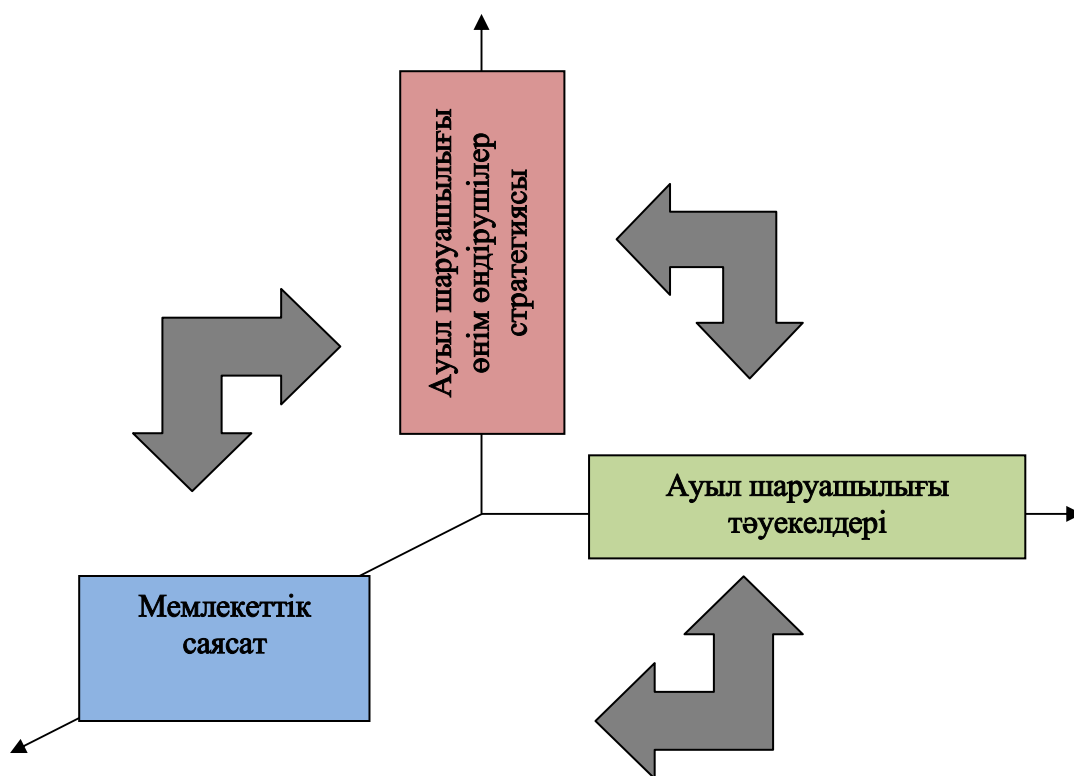 Ауыл шаруашылығы
өнім өндірушілер
стратегиясы
Ауыл шаруашылығы
тәуекелдері
Мемлекеттік
саясат